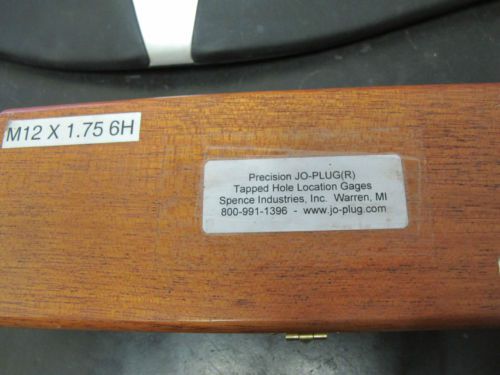 M12 X 1.75 6H
Precision JO-PLUG(R)
Tapped Hole Location Gages
Spence Industries, Inc. Warren, MI
800-991-1396 - www.jo-plug.com